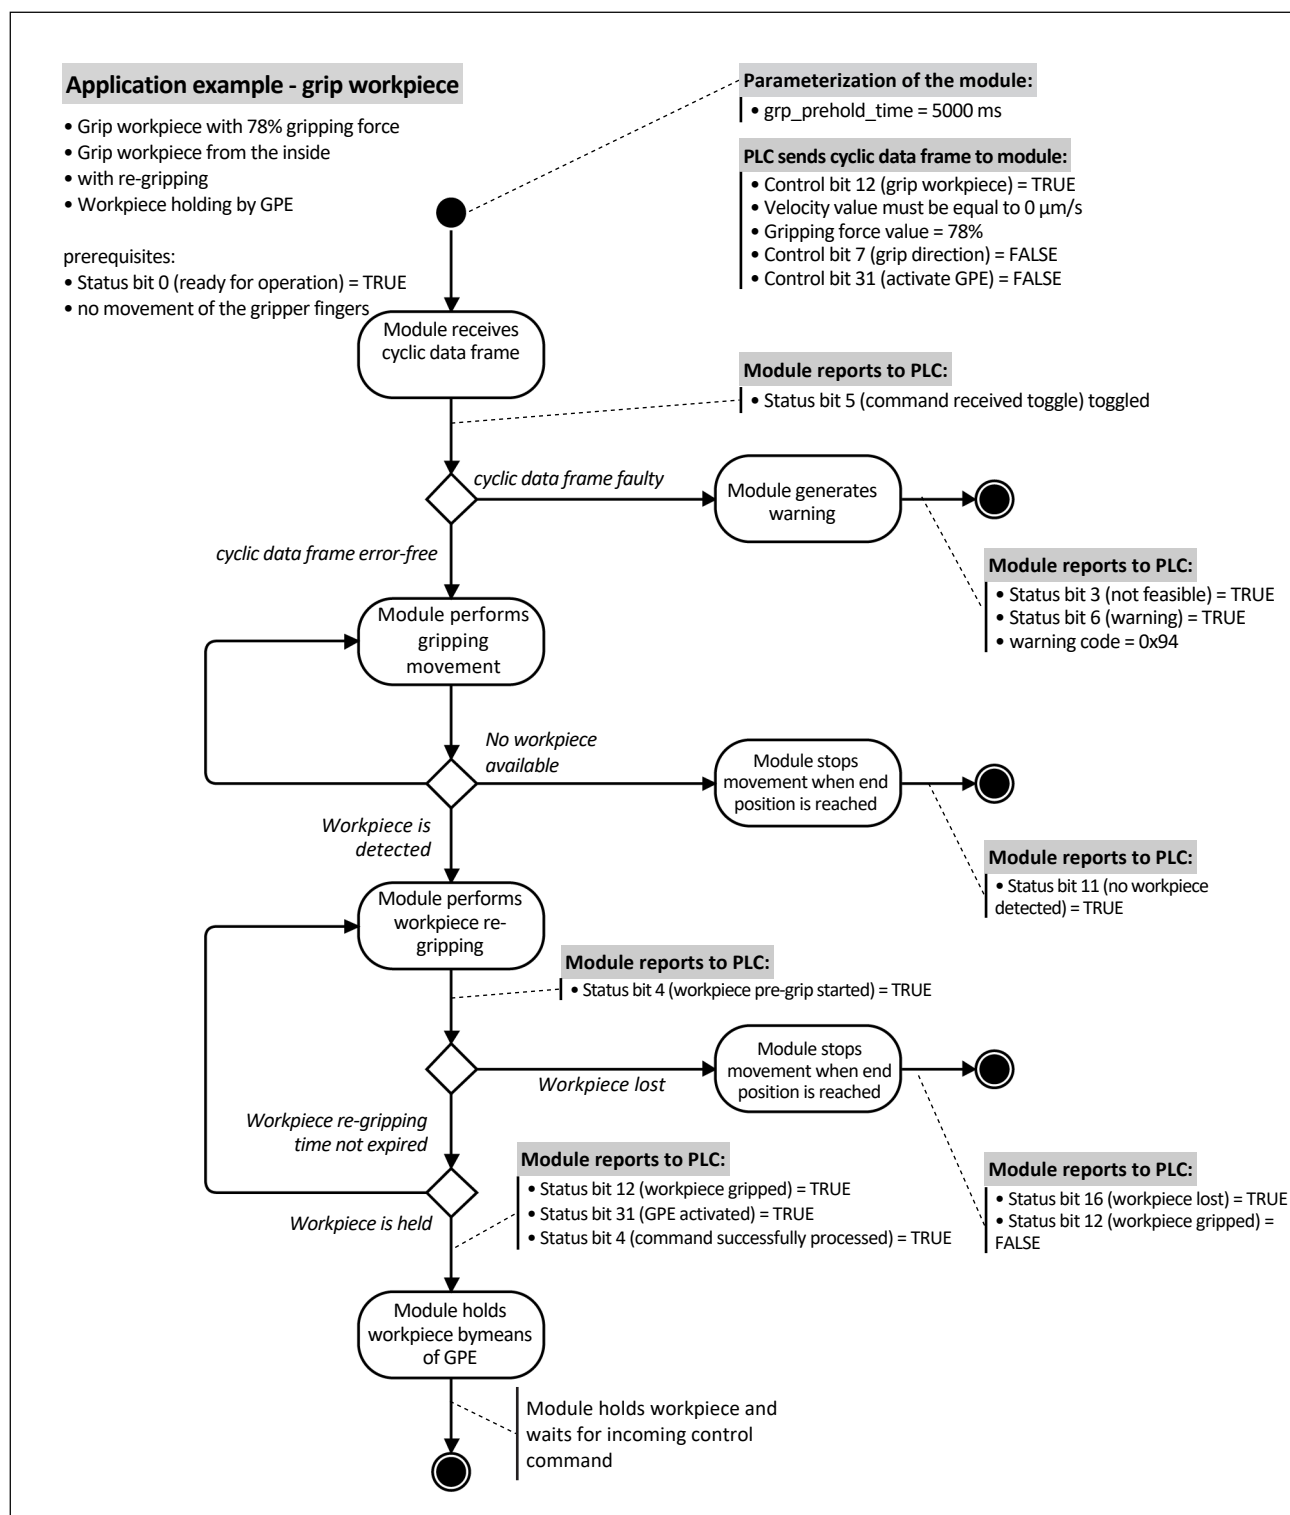 Application example - grip workpiece
• Grip workpiece with 78% gripping force
• Grip workpiece from the inside
• with re-gripping
• Workpiece holding by GPE
prerequisites:
• Status bit 0 (ready for operation) = TRUE
• no movement of the gripper fingers
Parameterization of the module:
• grp_prehold_time = 5000 ms
PLC sends cyclic data frame to module:
• Control bit 12 (grip workpiece) = TRUE
• Velocity value must be equal to 0 µm/s
• Gripping force value = 78%
• Control bit 7 (grip direction) = FALSE
• Control bit 31 (activate GPE) = FALSE
Module receives
cyclic data frame
Module reports to PLC:
• Status bit 5 (command received toggle) toggled
cyclic data frame faulty
Module generates
warning
cyclic data frame error-free
Module reports to PLC:
• Status bit 3 (not feasible) = TRUE
• Status bit 6 (warning) = TRUE
• warning code = 0x94
Module performs
gripping
movement
No workpiece
available
Module stops
movement when end
position is reached
Workpiece is
detected
Module reports to PLC:
• Status bit 11 (no workpiece
detected) = TRUE
Module performs
workpiece re-
gripping
Module reports to PLC:
• Status bit 4 (workpiece pre-grip started) = TRUE
Module stops
movement when end
position is reached
Workpiece lost
Workpiece re-gripping
time not expired
Module reports to PLC:
• Status bit 12 (workpiece gripped) = TRUE
• Status bit 31 (GPE activated) = TRUE
• Status bit 4 (command successfully processed) = TRUE
Module reports to PLC:
• Status bit 16 (workpiece lost) = TRUE
• Status bit 12 (workpiece gripped) =
FALSE
Workpiece is held
Module holds
workpiece bymeans
of GPE
Module holds workpiece and
waits for incoming control
command